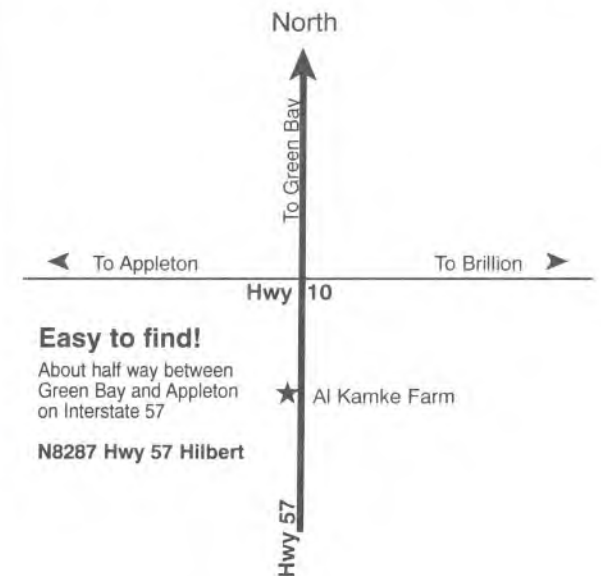 North
To Green Bay
To Appleton
To Brillion
Hwy 10
Easy to find!
About half way between
Green Bay and Appleton
on Interstate 57
Al Kamke Farm
N8287 Hwy 57 Hilbert
Hwy 57